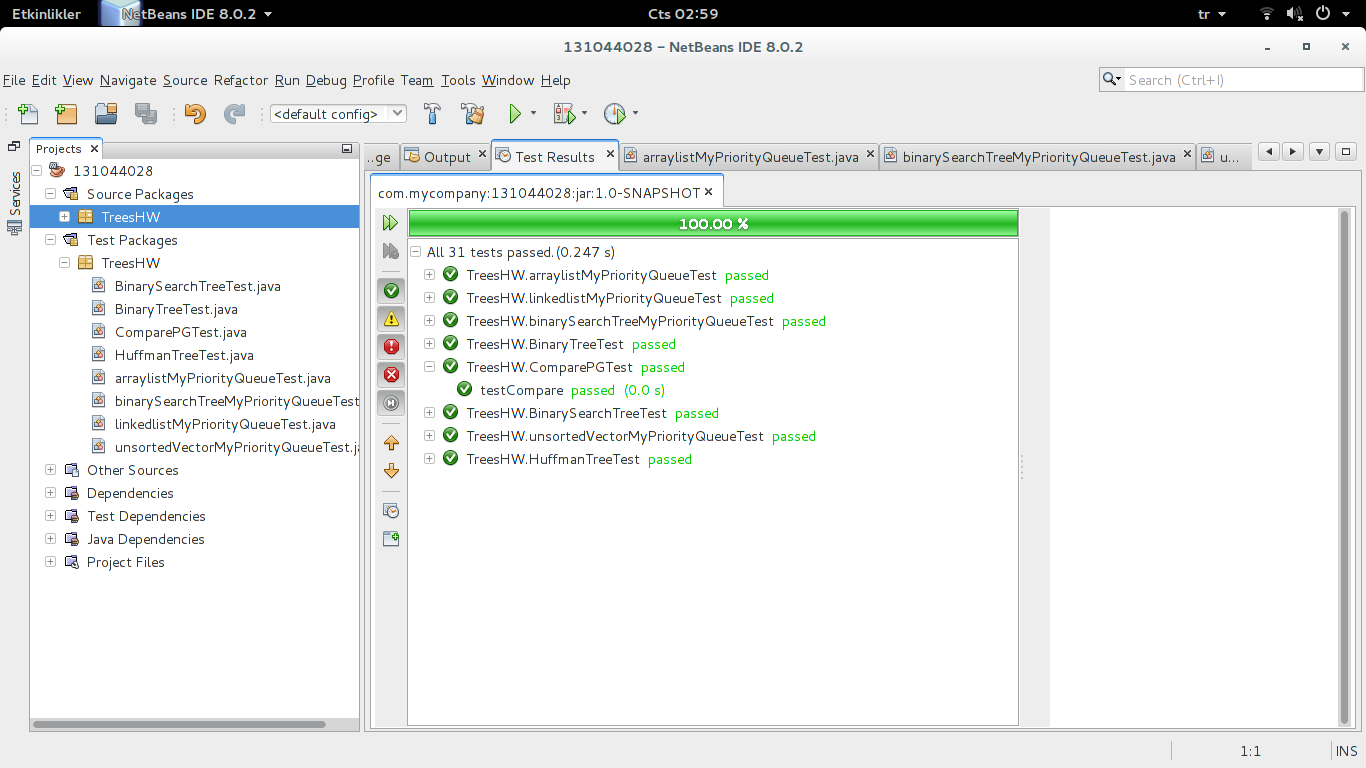 Etkinlikler NetBeans IDE 8.0.2 Cts 02:59 tr
131044028 - NetBeans IDE 8.0.2
File Edit View Navigate Source Refactor Run Debug Profile Team Tools Window Help
Search (Ctrl+I)
<default config>
Projects
Services
131044028
Source Packages
TreesHW
Test Packages
TreesHW
BinarySearchTreeTest.java
BinaryTreeTest.java
ComparePGTest.java
HuffmanTreeTest.java
arraylistMyPriorityQueueTest.java
binarySearchTreeMyPriorityQueueTest
linkedlistMyPriorityQueueTest.java
unsortedVectorMyPriorityQueueTest.ja
Other Sources
Dependencies
Test Dependencies
Java Dependencies
Project Files
..ge Output Test Results arraylistMyPriorityQueueTest.java binarySearchTreeMyPriorityQueueTest.java u...
com.mycompany:131044028:jar:1.0-SNAPSHOT
100.00 %
All 31 tests passed.(0.247 s)
TreesHW.arraylistMyPriorityQueueTest passed
TreesHW.linkedlistMyPriorityQueueTest passed
TreesHW.binarySearchTreeMyPriorityQueueTest passed
TreesHW.BinaryTreeTest passed
TreesHW.ComparePGTest passed
testCompare passed (0.0 s)
TreesHW.BinarySearchTreeTest passed
TreesHW.unsortedVectorMyPriorityQueueTest passed
TreesHW.HuffmanTreeTest passed
1:1 INS